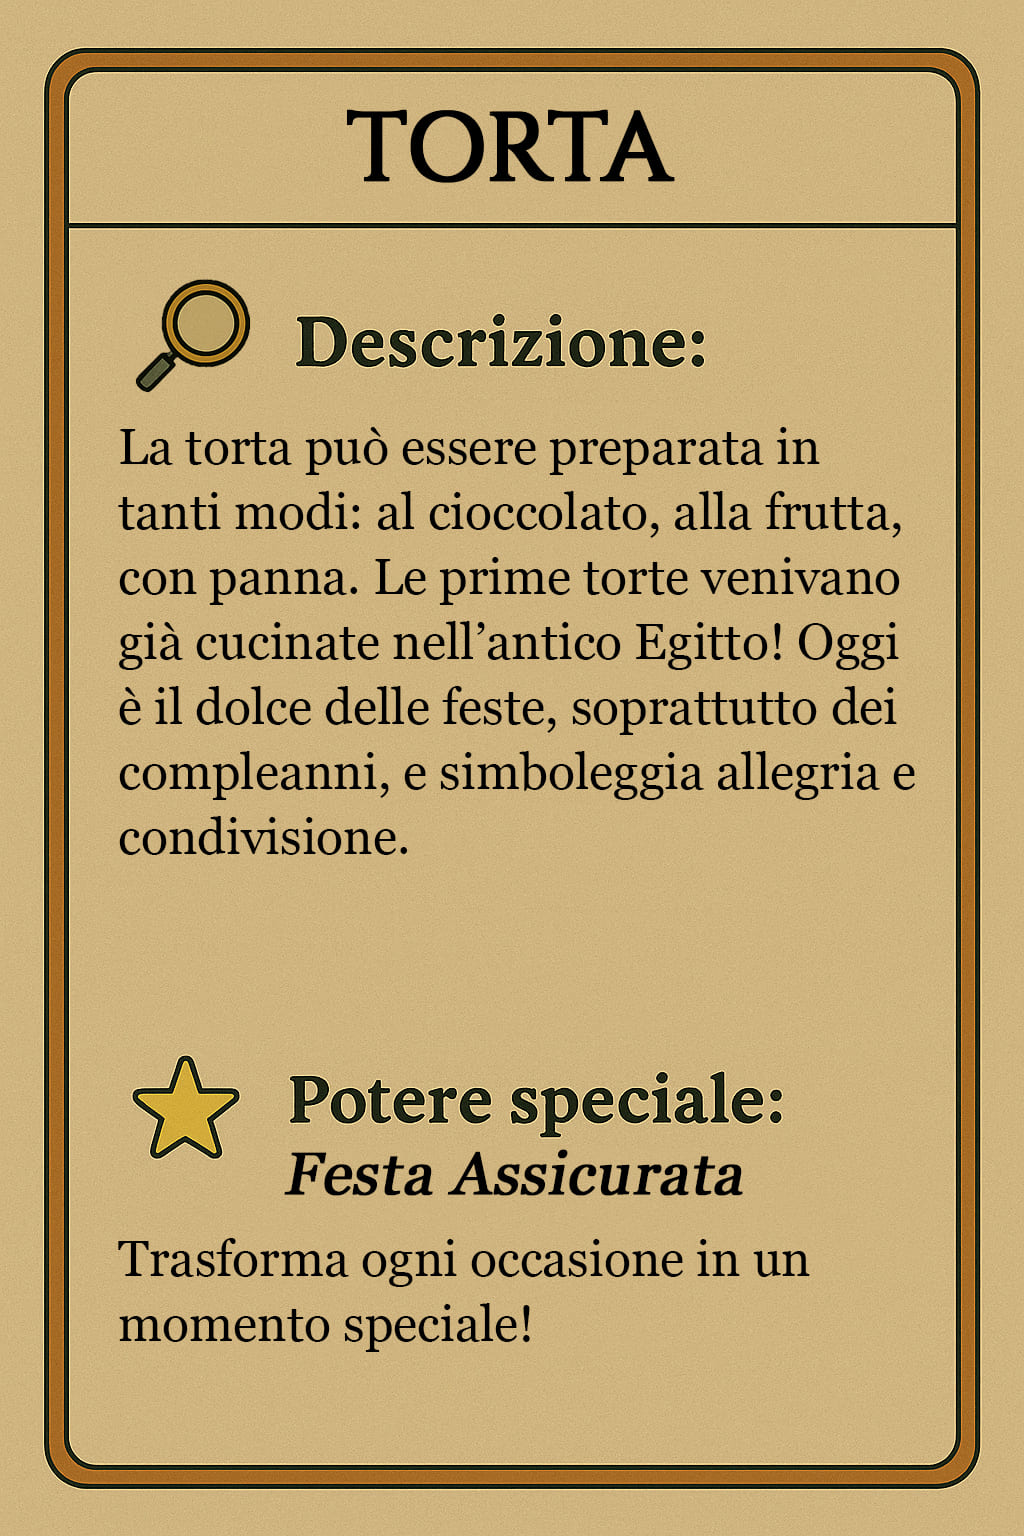 TORTA
Descrizione:
La torta può essere preparata in
tanti modi: al cioccolato, alla frutta,
con panna. Le prime torte venivano
già cucinate nell’antico Egitto! Oggi
è il dolce delle feste, soprattutto dei
compleanni, e simboleggia allegria e
condivisione.
Potere speciale:
Festa Assicurata
Trasforma ogni occasione in un
momento speciale!